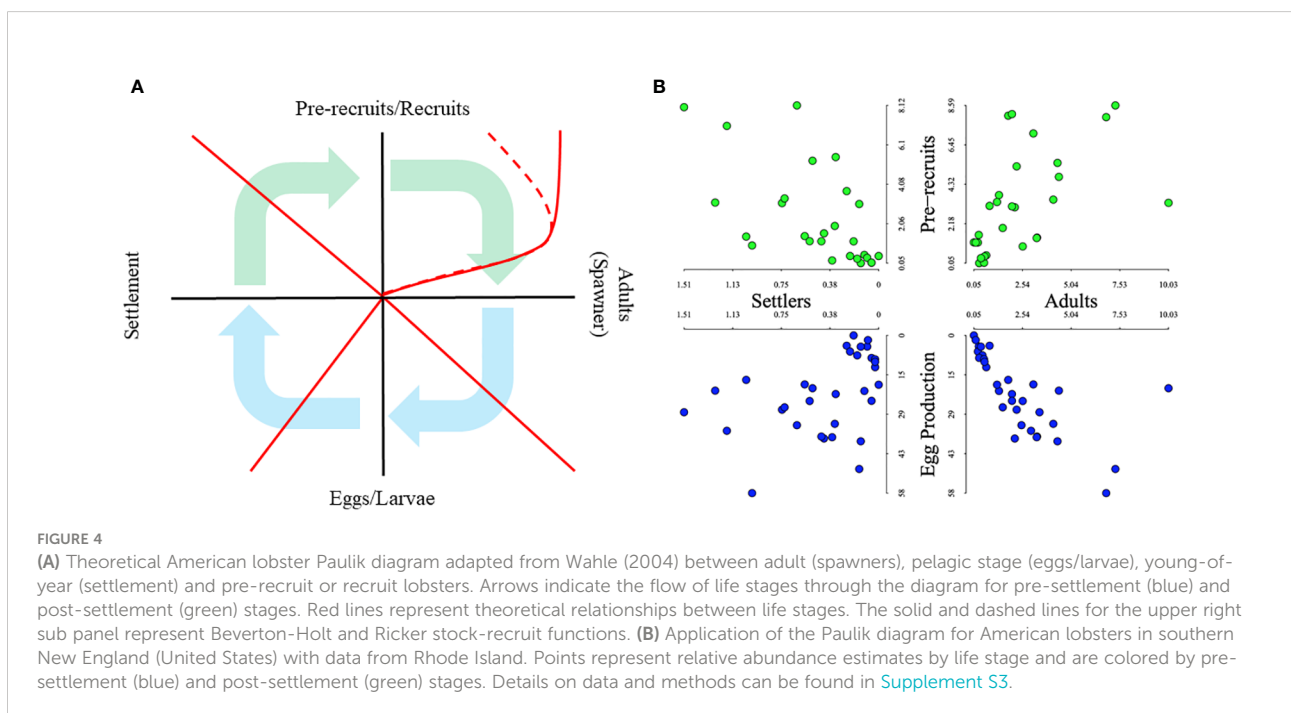 A
Pre-recruits/Recruits
Settlement
Adults
(Spawner)
Eggs/Larvae
B
8.12
6.1
4.08
2.06
0.05
1.51
1.13
0.75
0.38
0
Pre–recruits
8.59
6.45
4.32
2.18
0.05
0.05
2.54
5.04
7.53
10.03
Settlers
Adults
1.51
1.13
0.75
0.38
0
0.05
2.54
5.04
7.53
10.03
0
15
29
43
58
Egg Production
0
15
29
43
58
FIGURE 4
(A) Theoretical American lobster Paulik diagram adapted from Wahle (2004) between adult (spawners), pelagic stage (eggs/larvae), young-of-
year (settlement) and pre-recruit or recruit lobsters. Arrows indicate the flow of life stages through the diagram for pre-settlement (blue) and
post-settlement (green) stages. Red lines represent theoretical relationships between life stages. The solid and dashed lines for the upper right
sub panel represent Beverton-Holt and Ricker stock-recruit functions. (B) Application of the Paulik diagram for American lobsters in southern
New England (United States) with data from Rhode Island. Points represent relative abundance estimates by life stage and are colored by pre-
settlement (blue) and post-settlement (green) stages. Details on data and methods can be found in Supplement S3.